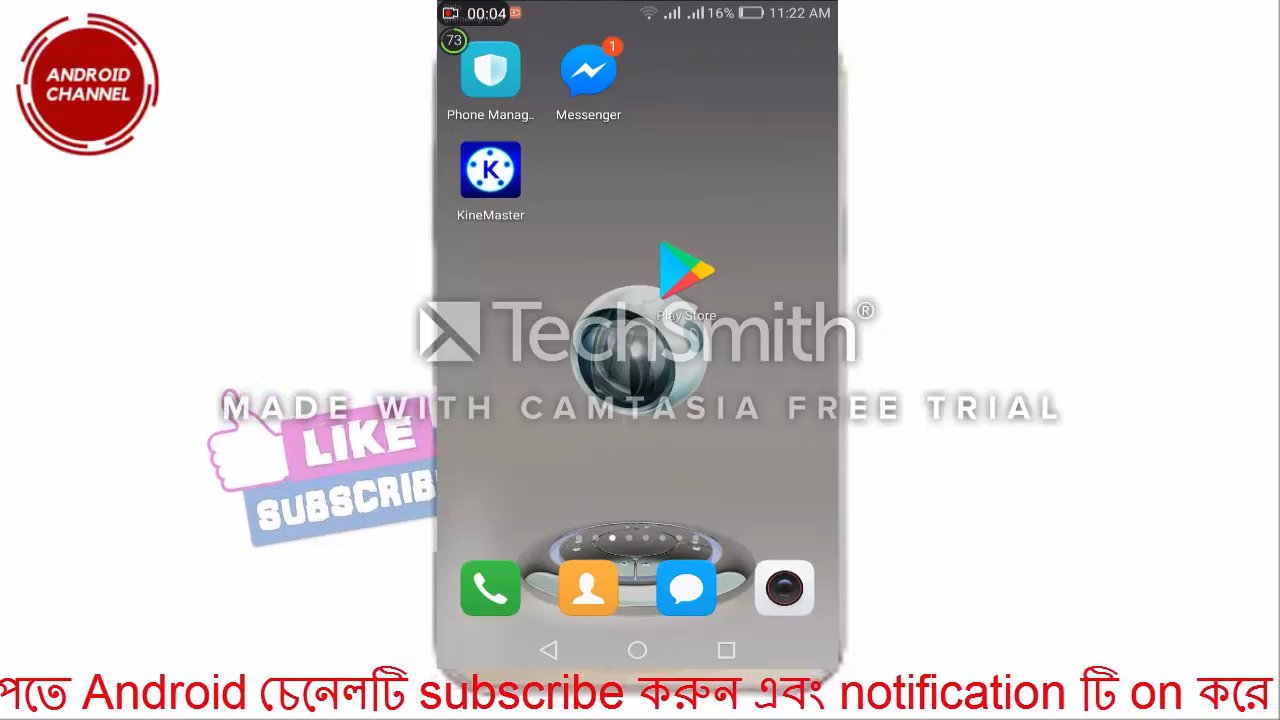 00:04
16% 11:22 AM
73
ANDROID
CHANNEL
Phone Manag..
1
Messenger
K
KineMaster
Play Store
TechSmith®
MADE WITH CAMTASIA FREE TRIAL
LIKE
SUBSCRIB
পতে Android চেনেলটি subscribe করুন এবং notification টি on করে